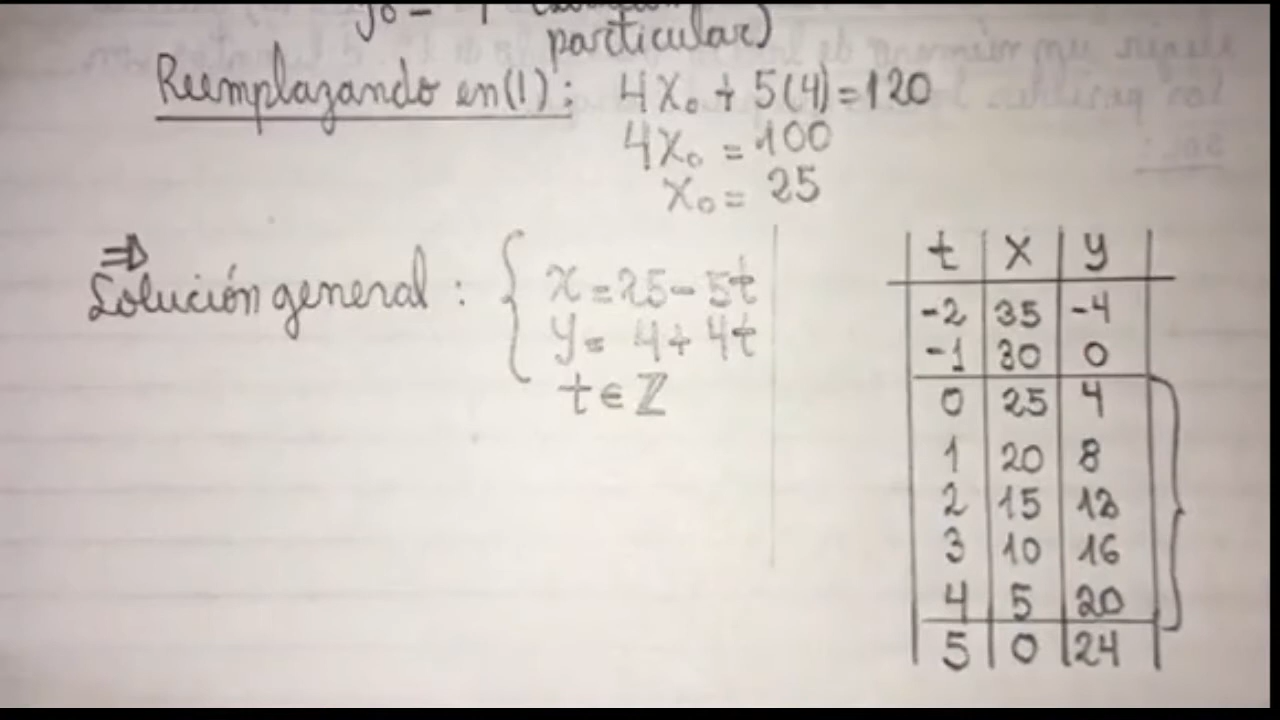 particular)
Reemplazando en (1): 4x₀ + 5(4) = 120
4x₀ = 100
x₀ = 25
⇒
Solución general: { x = 25 - 5t
y = 4 + 4t
t ∈ ℤ
t | x | y
-2 | 35 | -4
-1 | 30 | 0
0 | 25 | 4
1 | 20 | 8
2 | 15 | 12
3 | 10 | 16
4 | 5 | 20
5 | 0 | 24